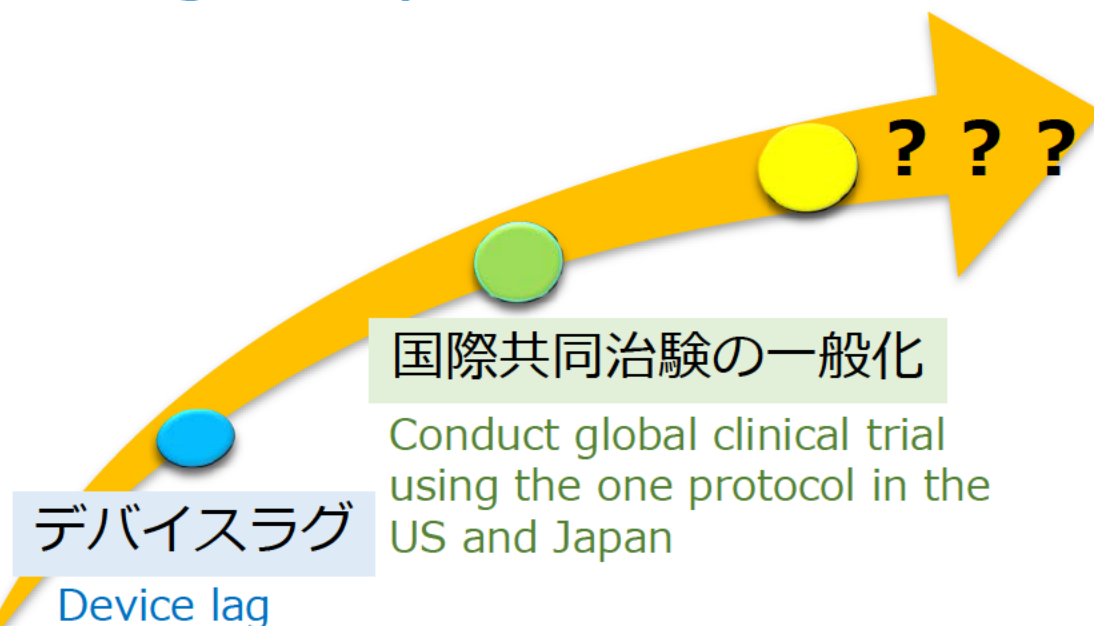 ? ? ?
国際共同治験の一般化
Conduct global clinical trial
using the one protocol in the
US and Japan
デバイスラグ
Device lag